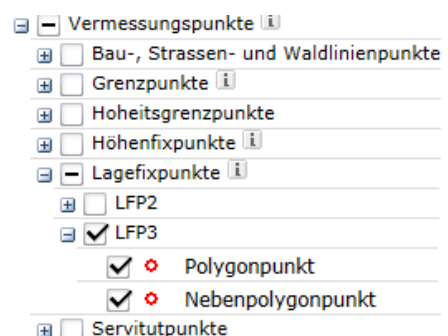 Vermessungspunkte i
Bau-, Strassen- und Waldlinienpunkte
Grenzpunkte i
Hoheitsgrenzpunkte
Höhenfixpunkte i
Lagefixpunkte i
LFP2
LFP3
Polygonpunkt
Nebenpolygonpunkt
Servitutpunkte